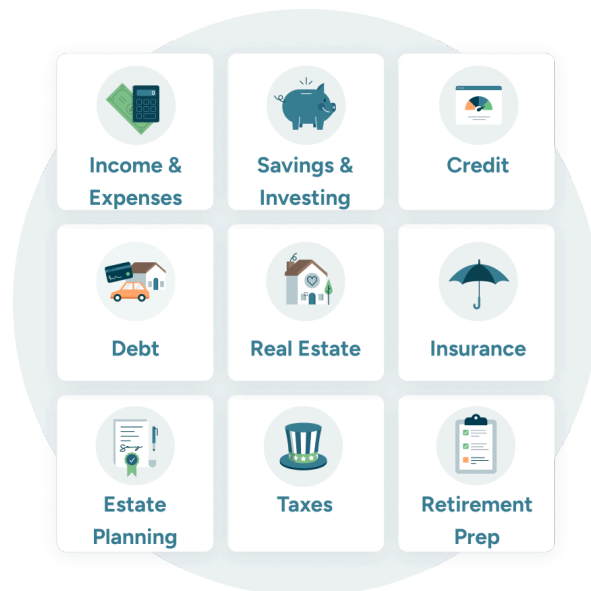 Income &
Expenses
Savings &
Investing
Credit
Debt
Real Estate
Insurance
Estate
Planning
Taxes
Retirement
Prep